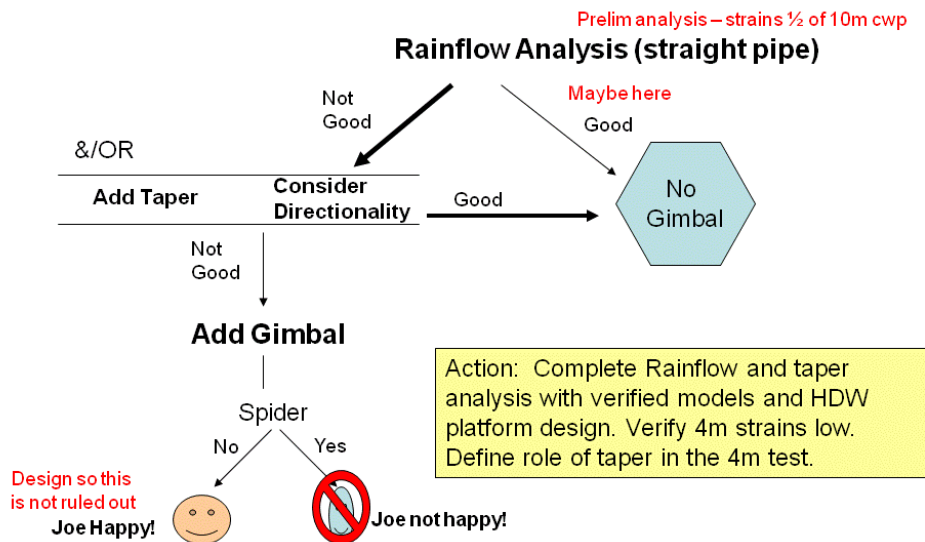 Prelim analysis – strains ½ of 10m cwp
Rainflow Analysis (straight pipe)
Not
Good
Maybe here
Good
&/OR
Add Taper
Consider
Directionality
Good
No
Gimbal
Not
Good
Add Gimbal
Spider
No
Yes
Design so this
is not ruled out
Joe Happy!
Joe not happy!
Action: Complete Rainflow and taper
analysis with verified models and HDW
platform design. Verify 4m strains low.
Define role of taper in the 4m test.